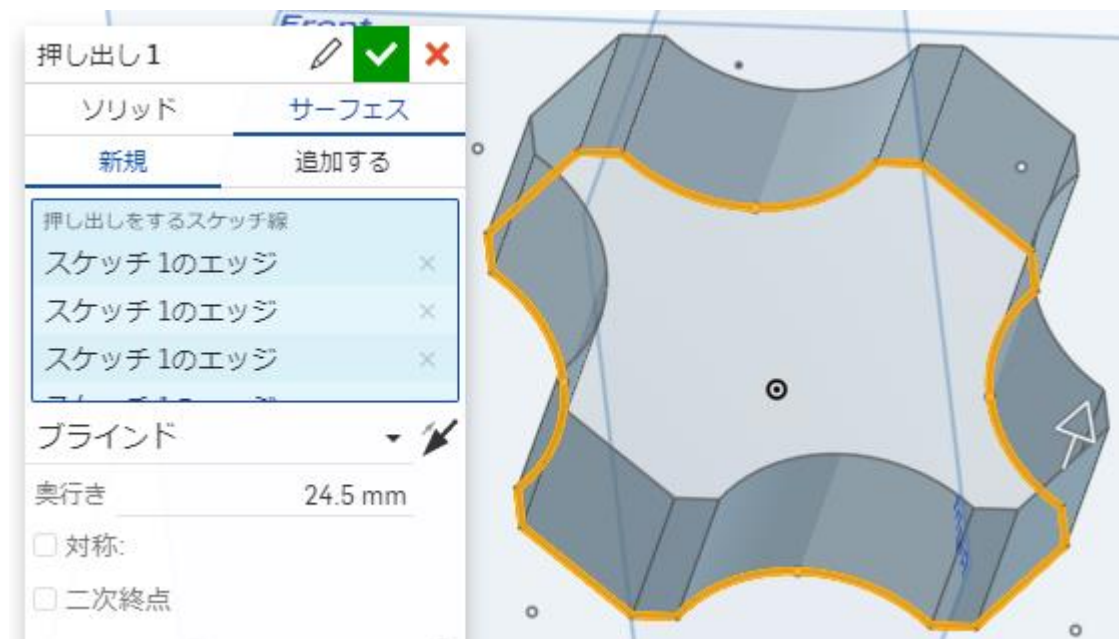 Front
押し出し 1
ソリッド
サーフェス
新規
追加する
押し出しをするスケッチ線
スケッチ 1のエッジ
スケッチ 1のエッジ
スケッチ 1のエッジ
ブラインド
奥行き
24.5 mm
対称:
二次終点